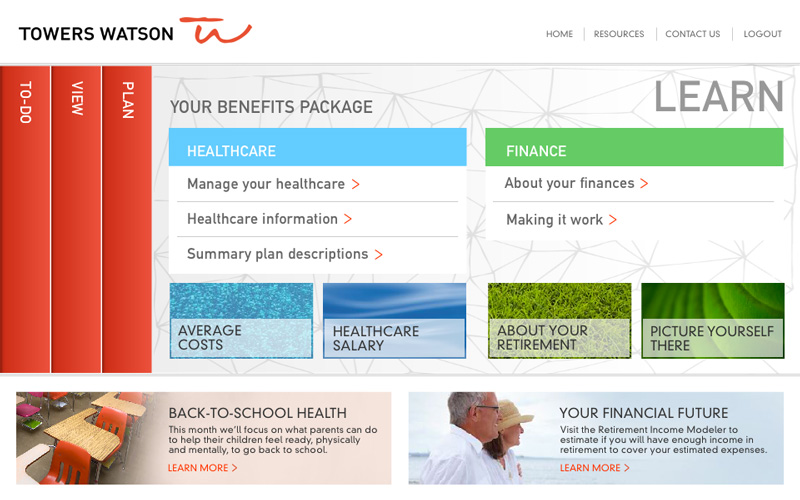 TOWERS WATSON
HOME
RESOURCES
CONTACT US
LOGOUT
TO-DO
VIEW
PLAN
LEARN
YOUR BENEFITS PACKAGE
HEALTHCARE
Manage your healthcare >
Healthcare information >
Summary plan descriptions >
FINANCE
About your finances >
Making it work >
AVERAGE
COSTS
HEALTHCARE
SALARY
ABOUT YOUR
RETIREMENT
PICTURE YOURSELF
THERE
BACK-TO-SCHOOL HEALTH
This month we'll focus on what parents can do
to help their children feel ready, physically
and mentally, to go back to school.
LEARN MORE >
YOUR FINANCIAL FUTURE
Visit the Retirement Income Modeler to
estimate if you will have enough income in
retirement to cover your estimated expenses.
LEARN MORE >